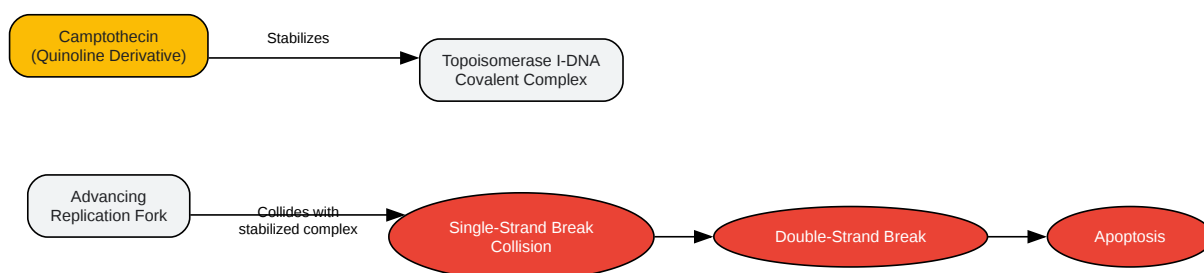 Camptothecin
(Quinoline Derivative)
Stabilizes
Topoisomerase I-DNA
Covalent Complex
Advancing
Replication Fork
Collides with
stabilized complex
Single-Strand Break
Collision
Double-Strand Break
Apoptosis